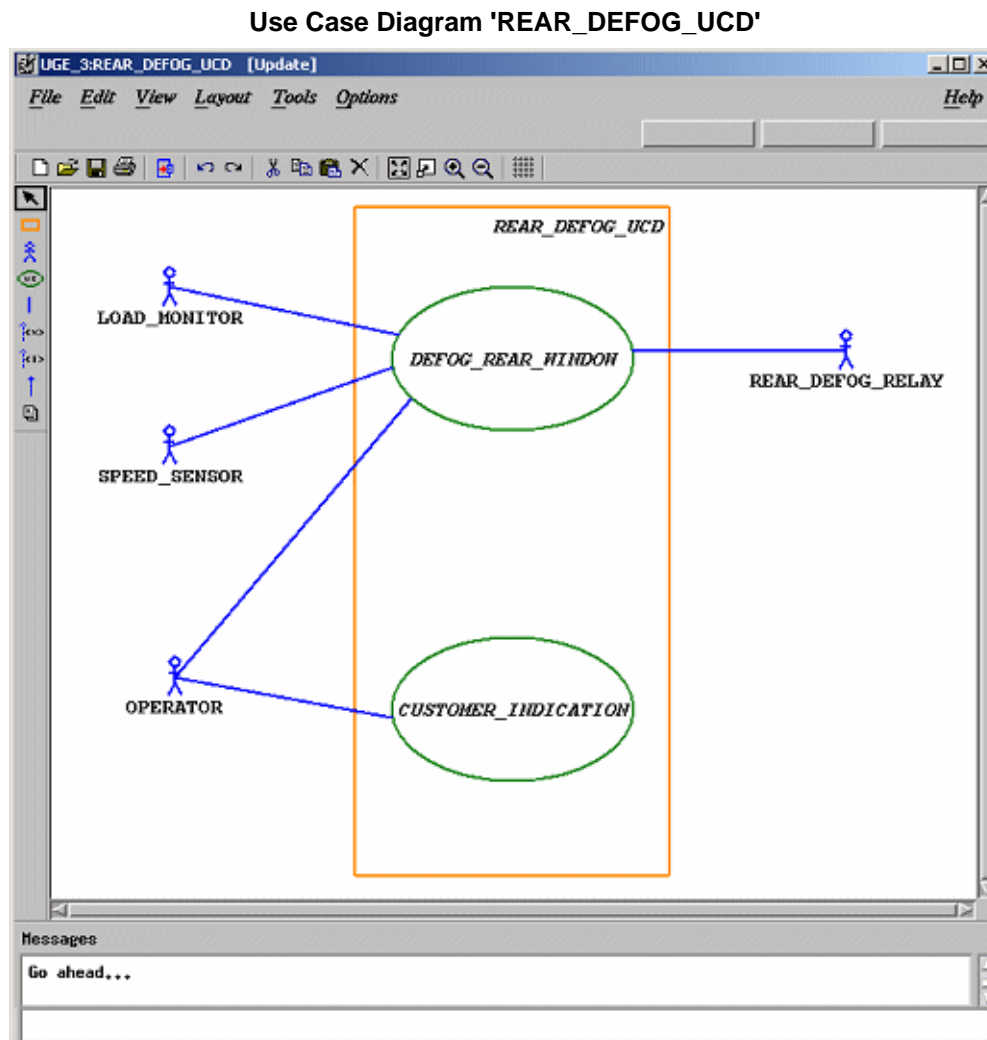 Use Case Diagram 'REAR_DEFOG_UCD'
UGE_3:REAR_DEFOG_UCD [Update]
File Edit View Layout Tools Options Help
REAR_DEFOG_UCD
LOAD_MONITOR
DEFOG_REAR_WINDOW
REAR_DEFOG_RELAY
SPEED_SENSOR
OPERATOR
CUSTOMER_INDICATION
Messages
Go ahead...